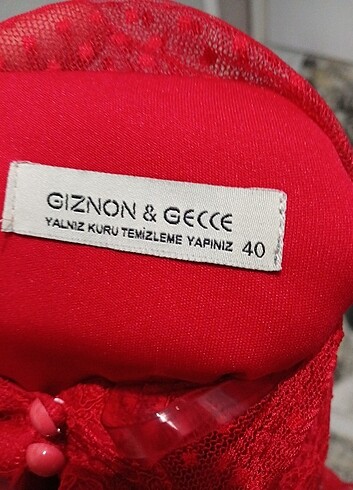 GIZNON & GECCE
YALNIZ KURU TEMİZLEME YAPINIZ 40